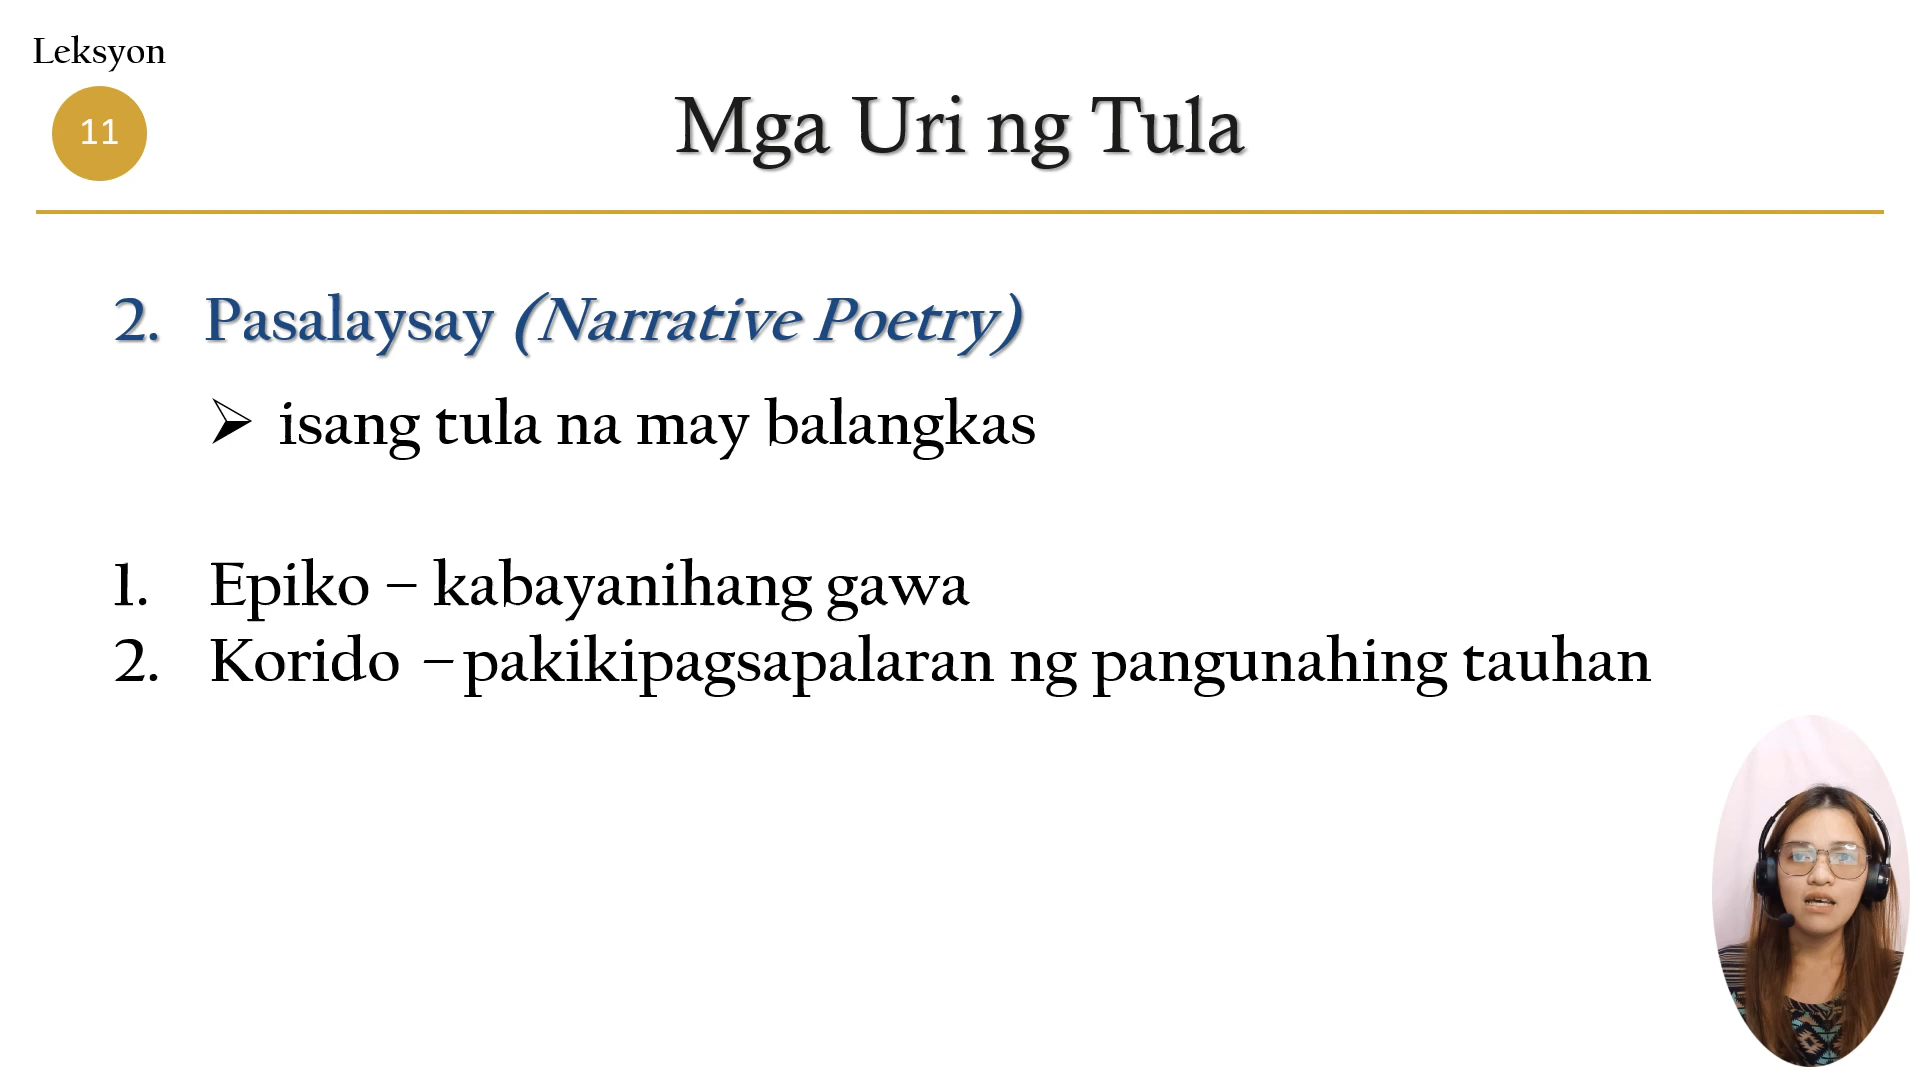 Leksyon
11
Mga Uri ng Tula
2. Pasalaysay (Narrative Poetry)
➢ isang tula na may balangkas
1. Epiko – kabayanihang gawa
2. Korido – pakikipagsapalaran ng pangunahing tauhan